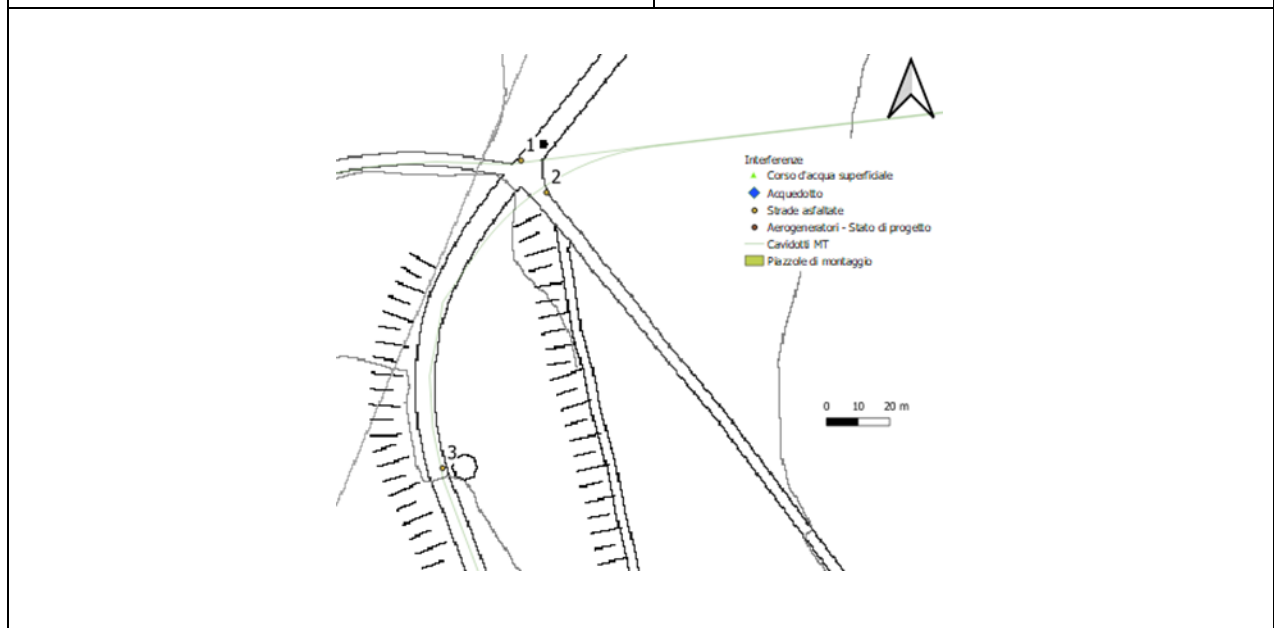 1
2
Interferenze
Corso d'acqua superficiale
Acquedotto
Strade asfaltate
Aerogeneratori - Stato di progetto
Cavidotti MT
Piazzole di montaggio
0 10 20 m
3